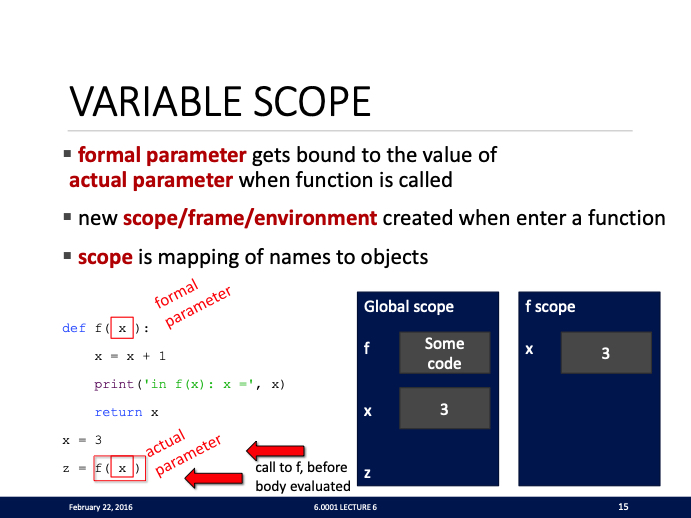 VARIABLE SCOPE
▪ formal parameter gets bound to the value of
actual parameter when function is called
▪ new scope/frame/environment created when enter a function
▪ scope is mapping of names to objects
formal
parameter
def f( x ):
    x = x + 1
    print('in f(x): x =', x)
    return x
x = 3
z = f( x )
actual
parameter
call to f, before
body evaluated
Global scope
f
Some
code
x
3
z
f scope
x
3
February 22, 2016
6.0001 LECTURE 6
15